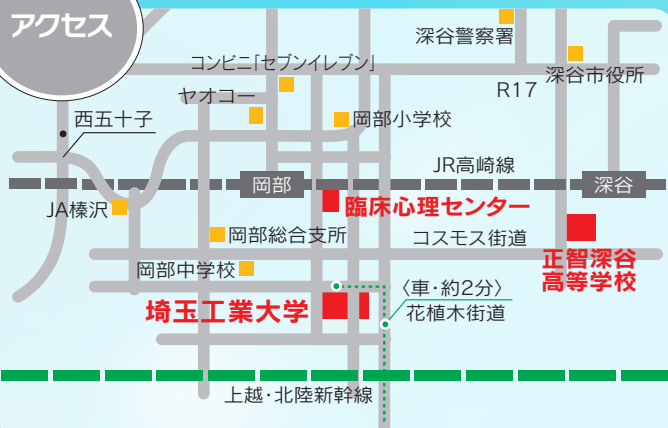 アクセス
深谷警察署
コンビニ「セブンイレブン」
深谷市役所
R17
ヤオコー
西五十子
岡部小学校
JR高崎線
岡部
深谷
JA榛沢
臨床心理センター
岡部総合支所
コスモス街道
正智深谷
高等学校
岡部中学校
〈車・約2分〉
花植木街道
埼玉工業大学
上越・北陸新幹線